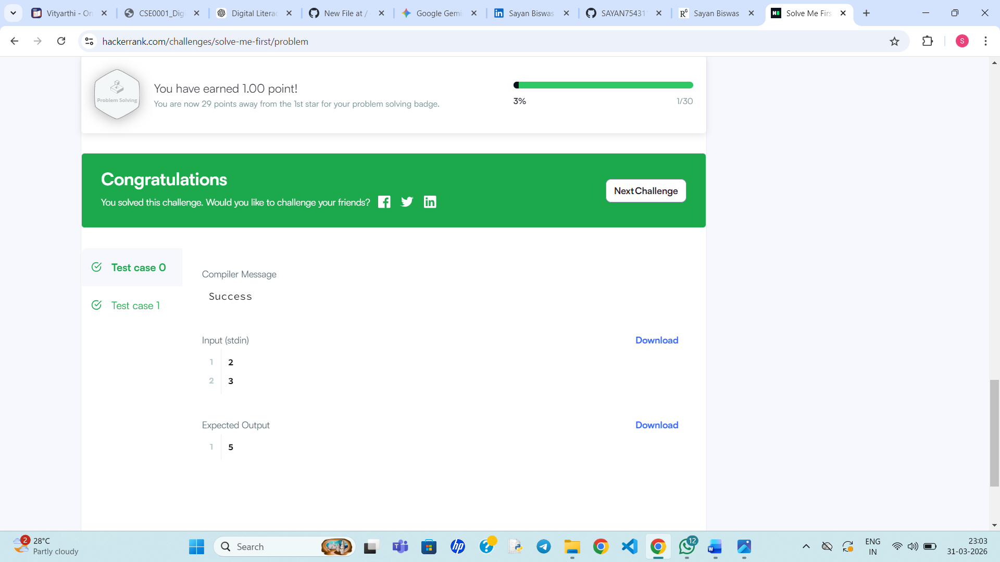 Vityarthi - On
CSE0001_Dig
Digital Literac
New File at /
Google Gemi
Sayan Biswas
SAYAN75431
Sayan Biswas
Solve Me Firs
hackerrank.com/challenges/solve-me-first/problem
S
Problem Solving
You have earned 1.00 point!
You are now 29 points away from the 1st star for your problem solving badge.
3%
1/30
Congratulations
You solved this challenge. Would you like to challenge your friends?
Next Challenge
Test case 0
Test case 1
Compiler Message
Success
Input (stdin)
Download
1 2
2 3
Expected Output
Download
1 5
2
28°C
Partly cloudy
Search
12
ENG
IN
23:03
31-03-2026